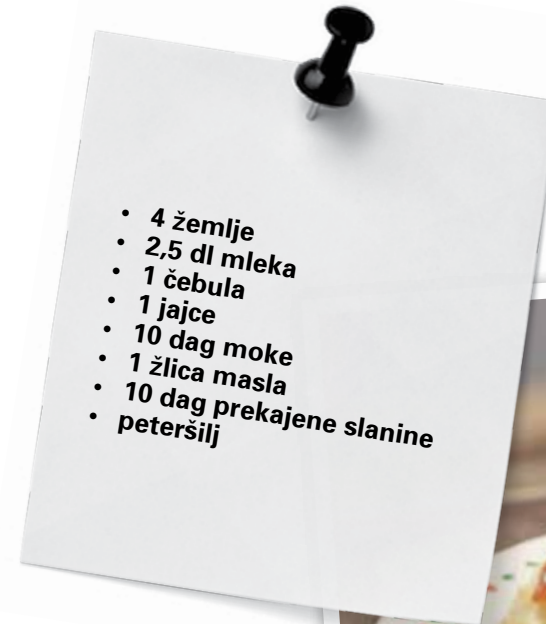 • 4 žemlje
• 2,5 dl mleka
• 1 čebula
• 1 jajce
• 10 dag moke
• 1 žlica masla
• 10 dag prekajene slanine
• peteršilj